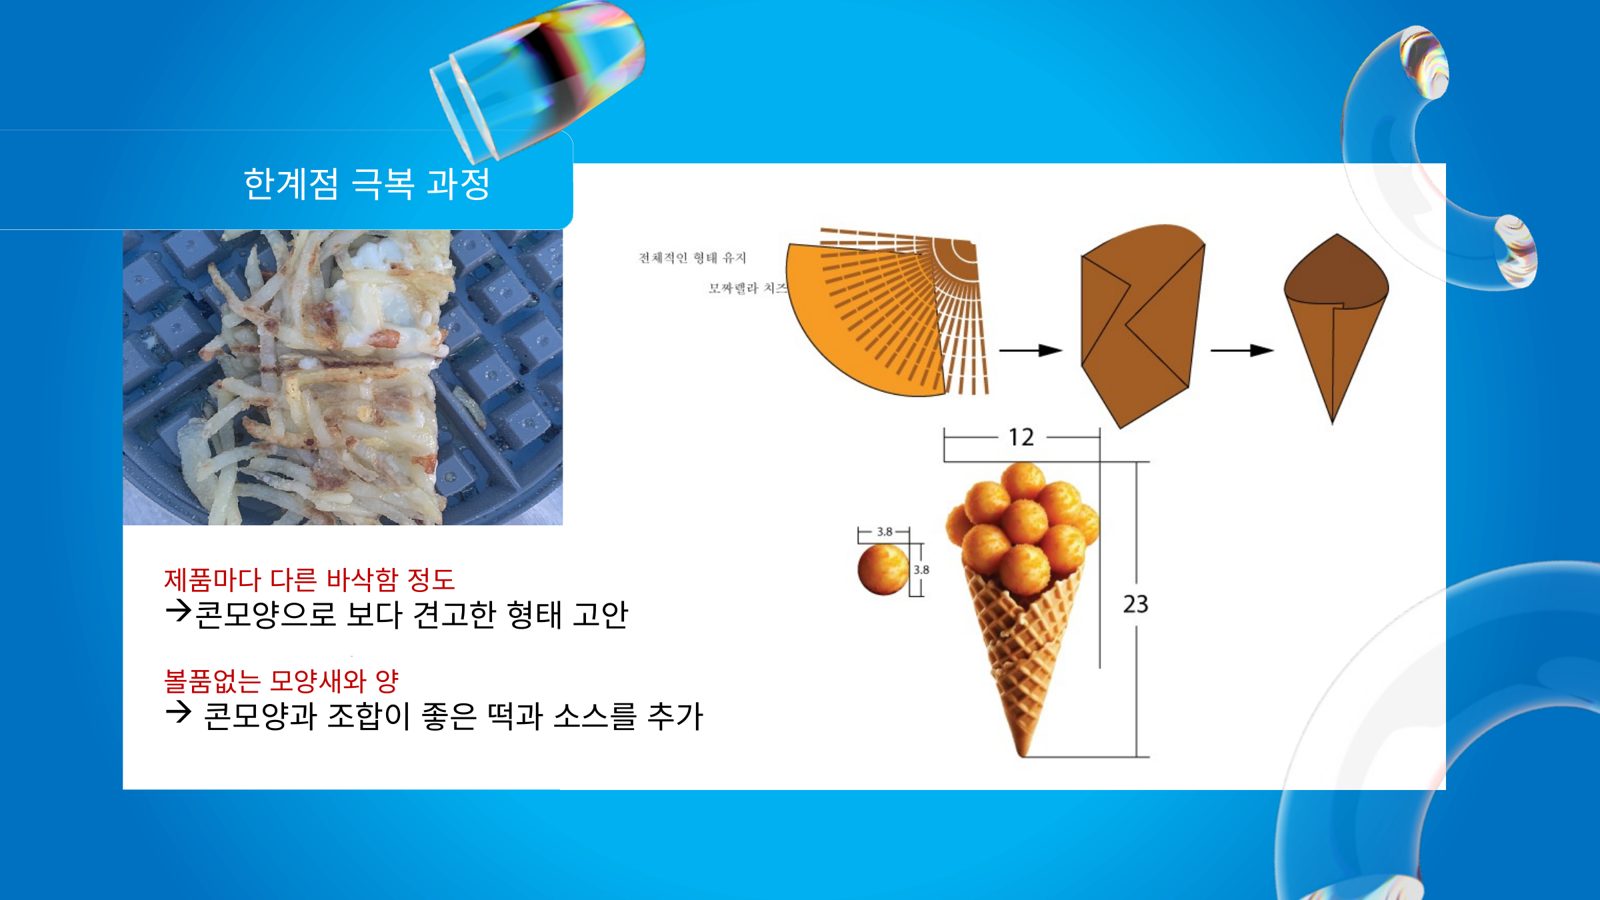 한계점 극복 과정
전체적인 형태 유지
모짜렐라 치즈
12
3.8
3.8
23
제품마다 다른 바삭함 정도
→콘모양으로 보다 견고한 형태 고안
볼품없는 모양새와 양
→ 콘모양과 조합이 좋은 떡과 소스를 추가